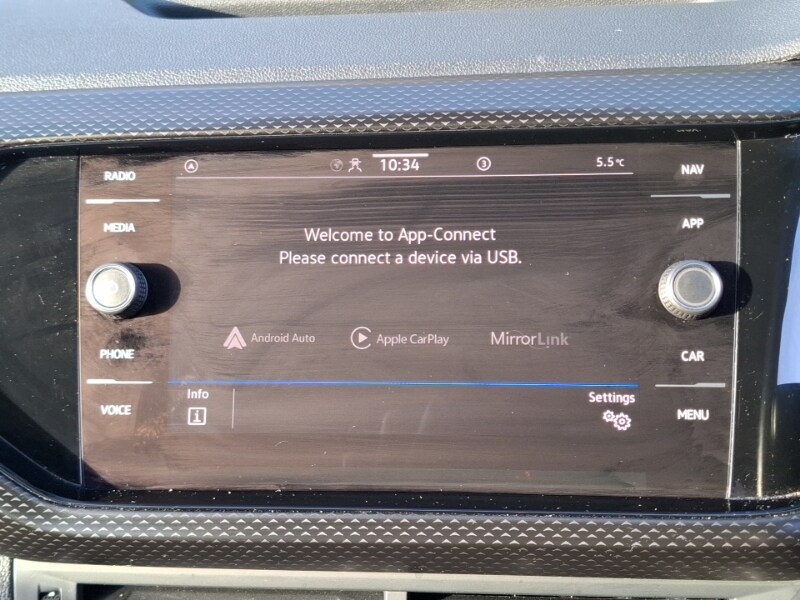 RADIO
MEDIA
PHONE
VOICE
A 10:34 3 5.5°C
Welcome to App-Connect
Please connect a device via USB.
Android Auto Apple CarPlay MirrorLink
Info
i
Settings
NAV
APP
CAR
MENU